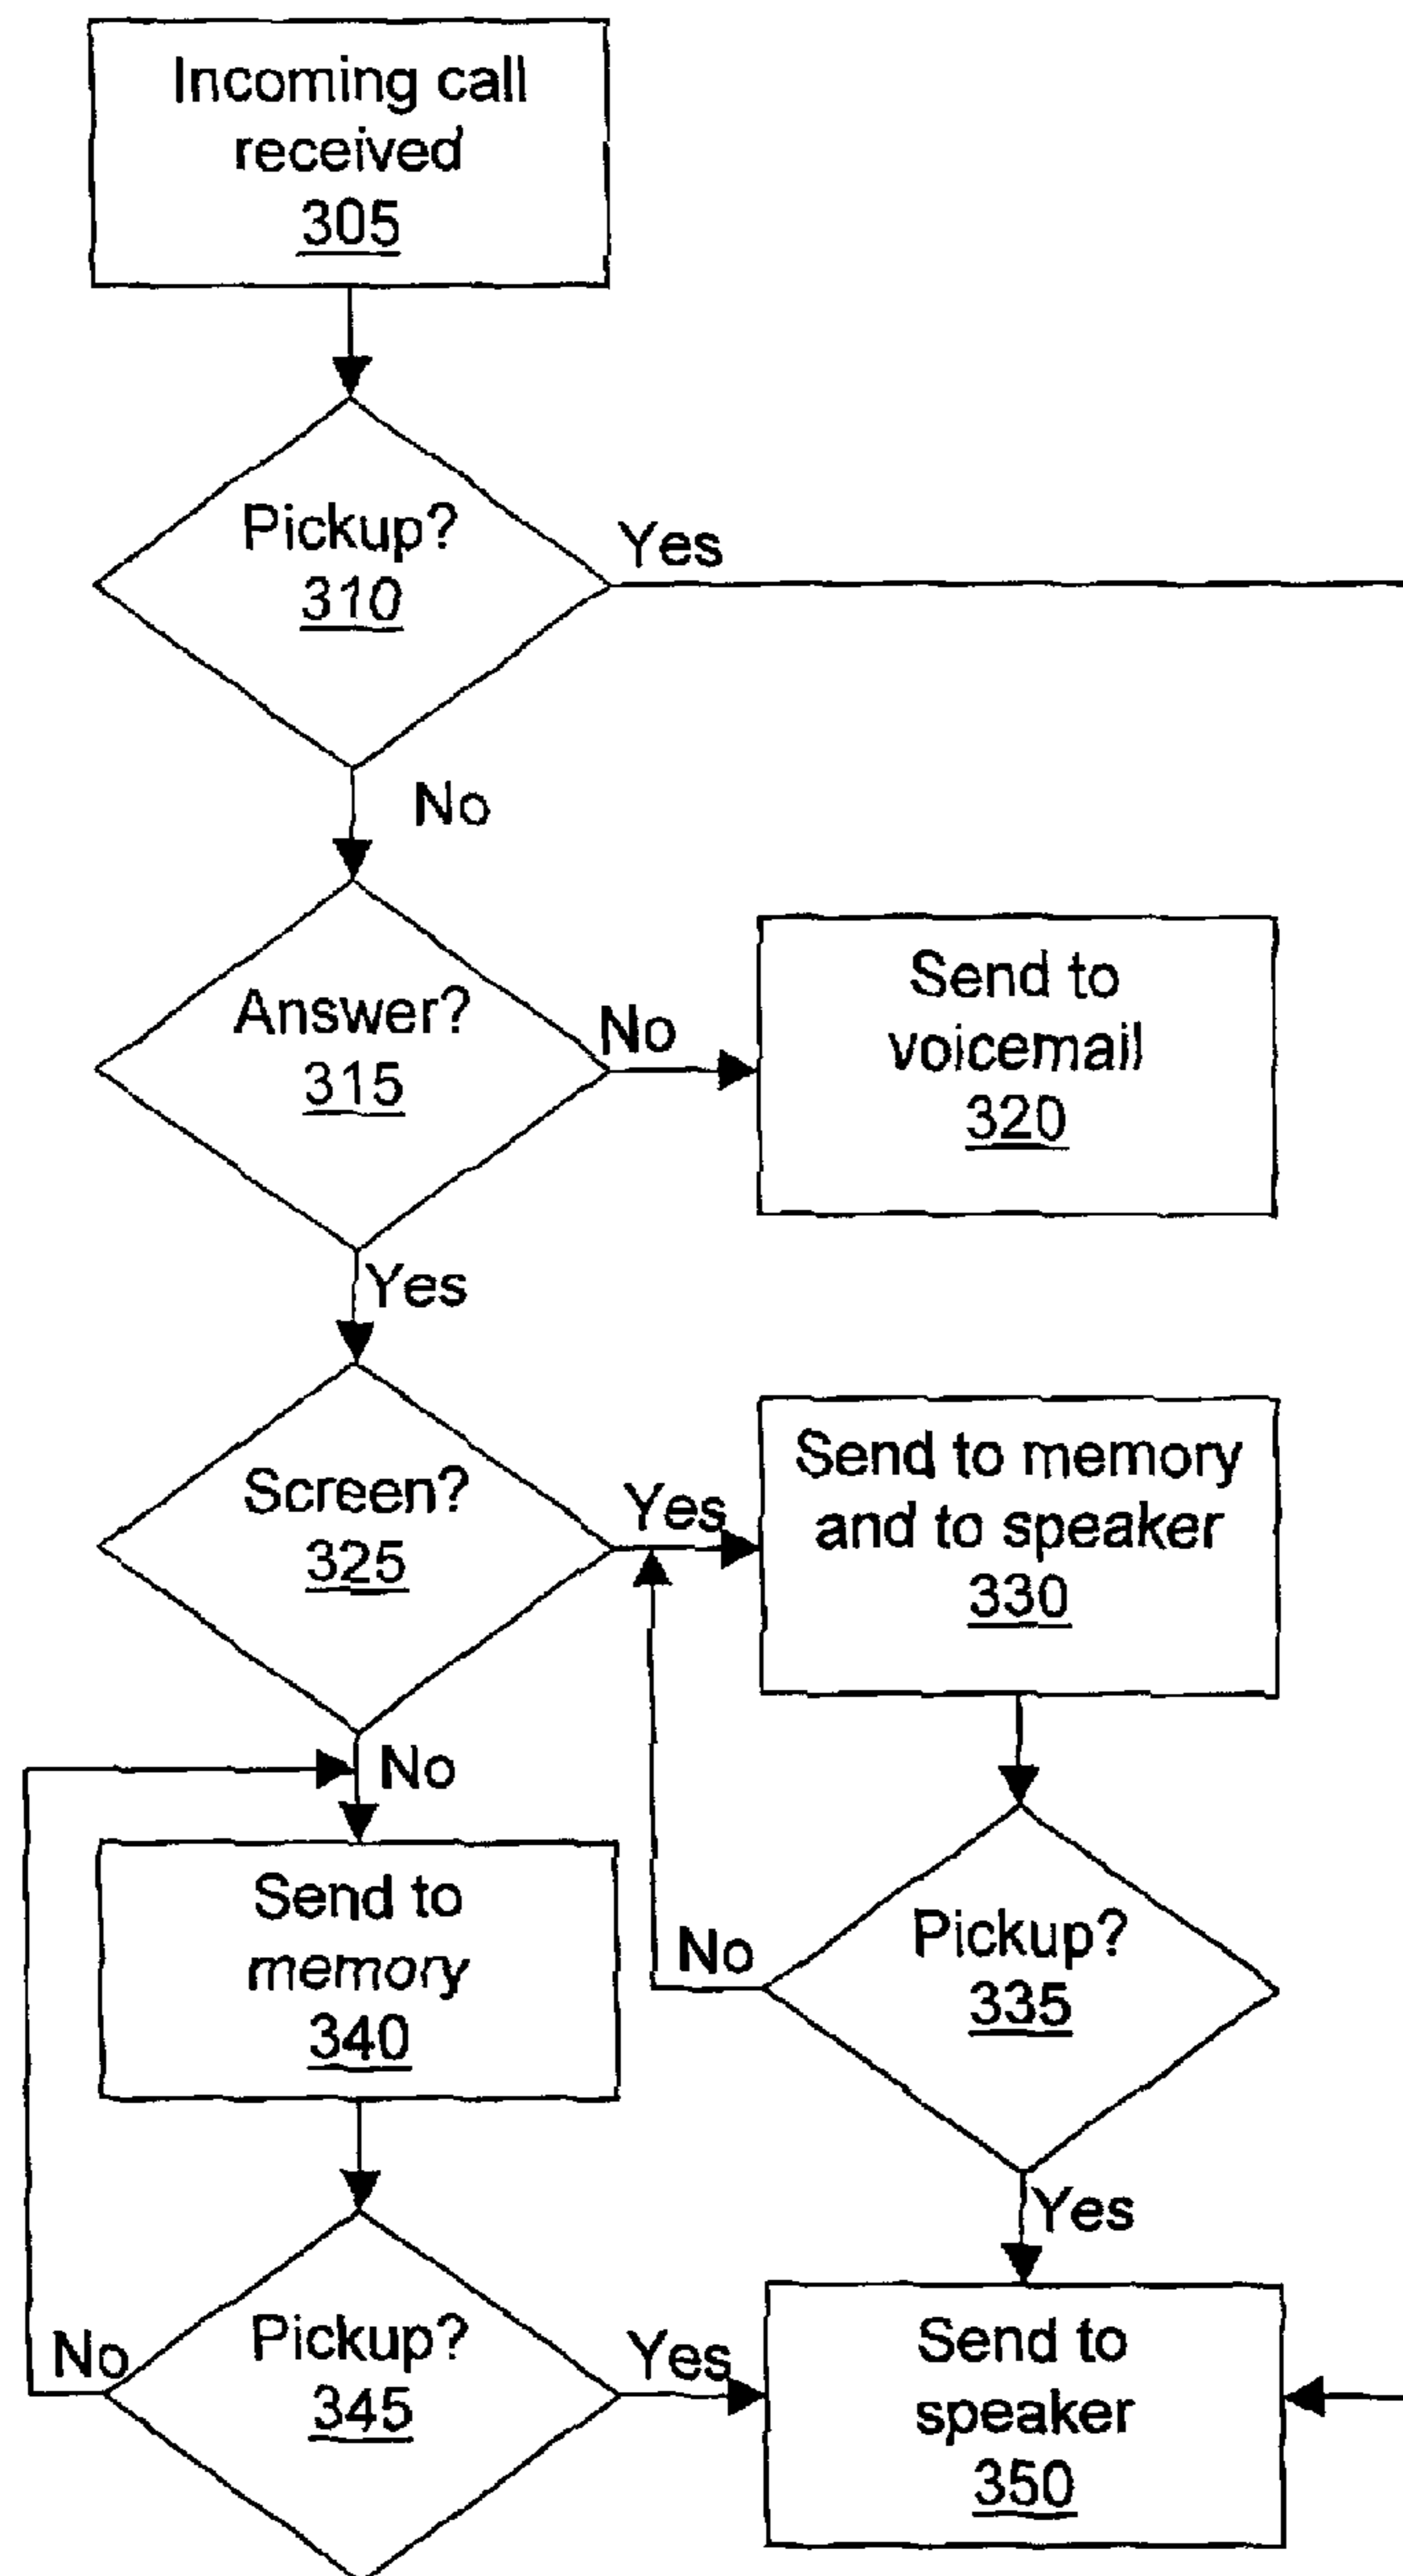 Incoming call
received
305
Pickup?
310
Yes
No
Answer?
315
No
Send to
voicemail
320
Yes
Screen?
325
Yes
Send to memory
and to speaker
330
No
Send to
memory
340
Pickup?
335
No
Yes
Pickup?
345
No
Yes
Send to
speaker
350